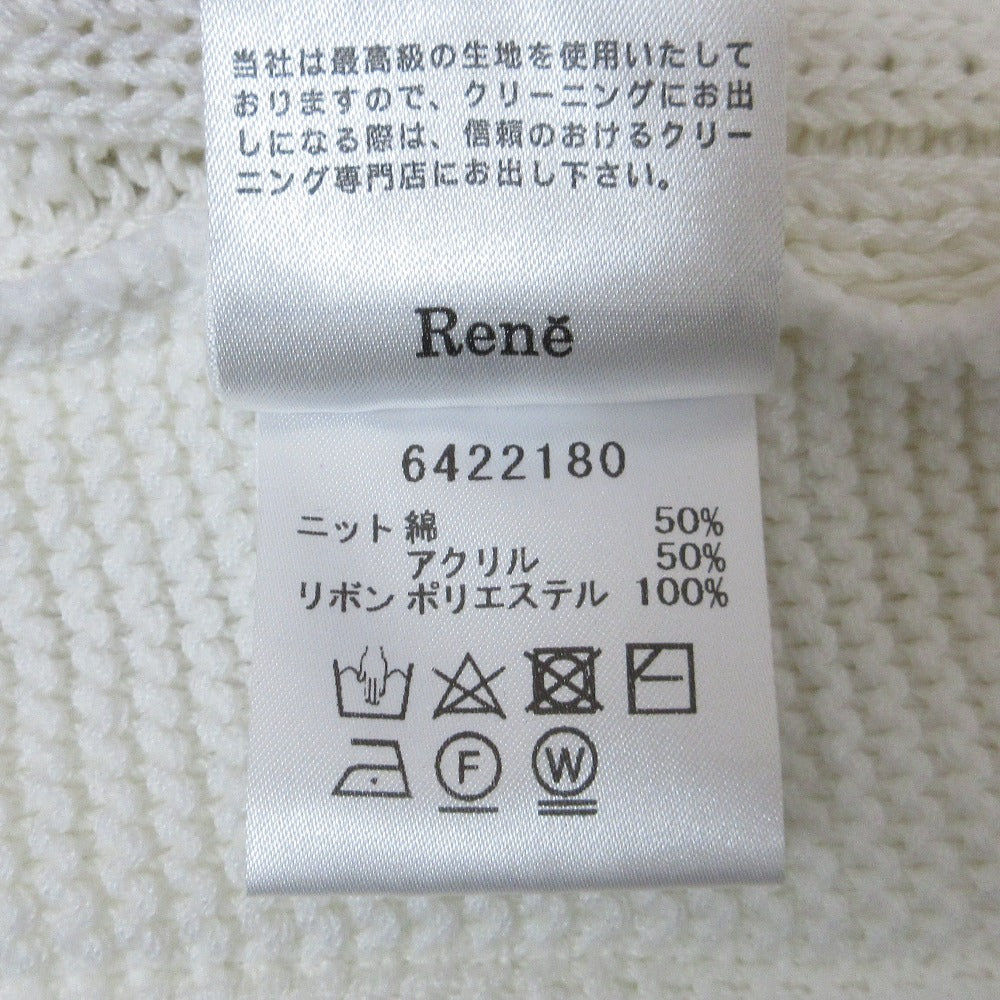 当社は最高級の生地を使用いたして
おりますので、クリーニングにお出
しになる際は、信頼のおけるクリー
ニング専門店にお出し下さい。
Reně
6422180
ニット 綿 50%
アクリル 50%
リボン ポリエステル 100%
F W